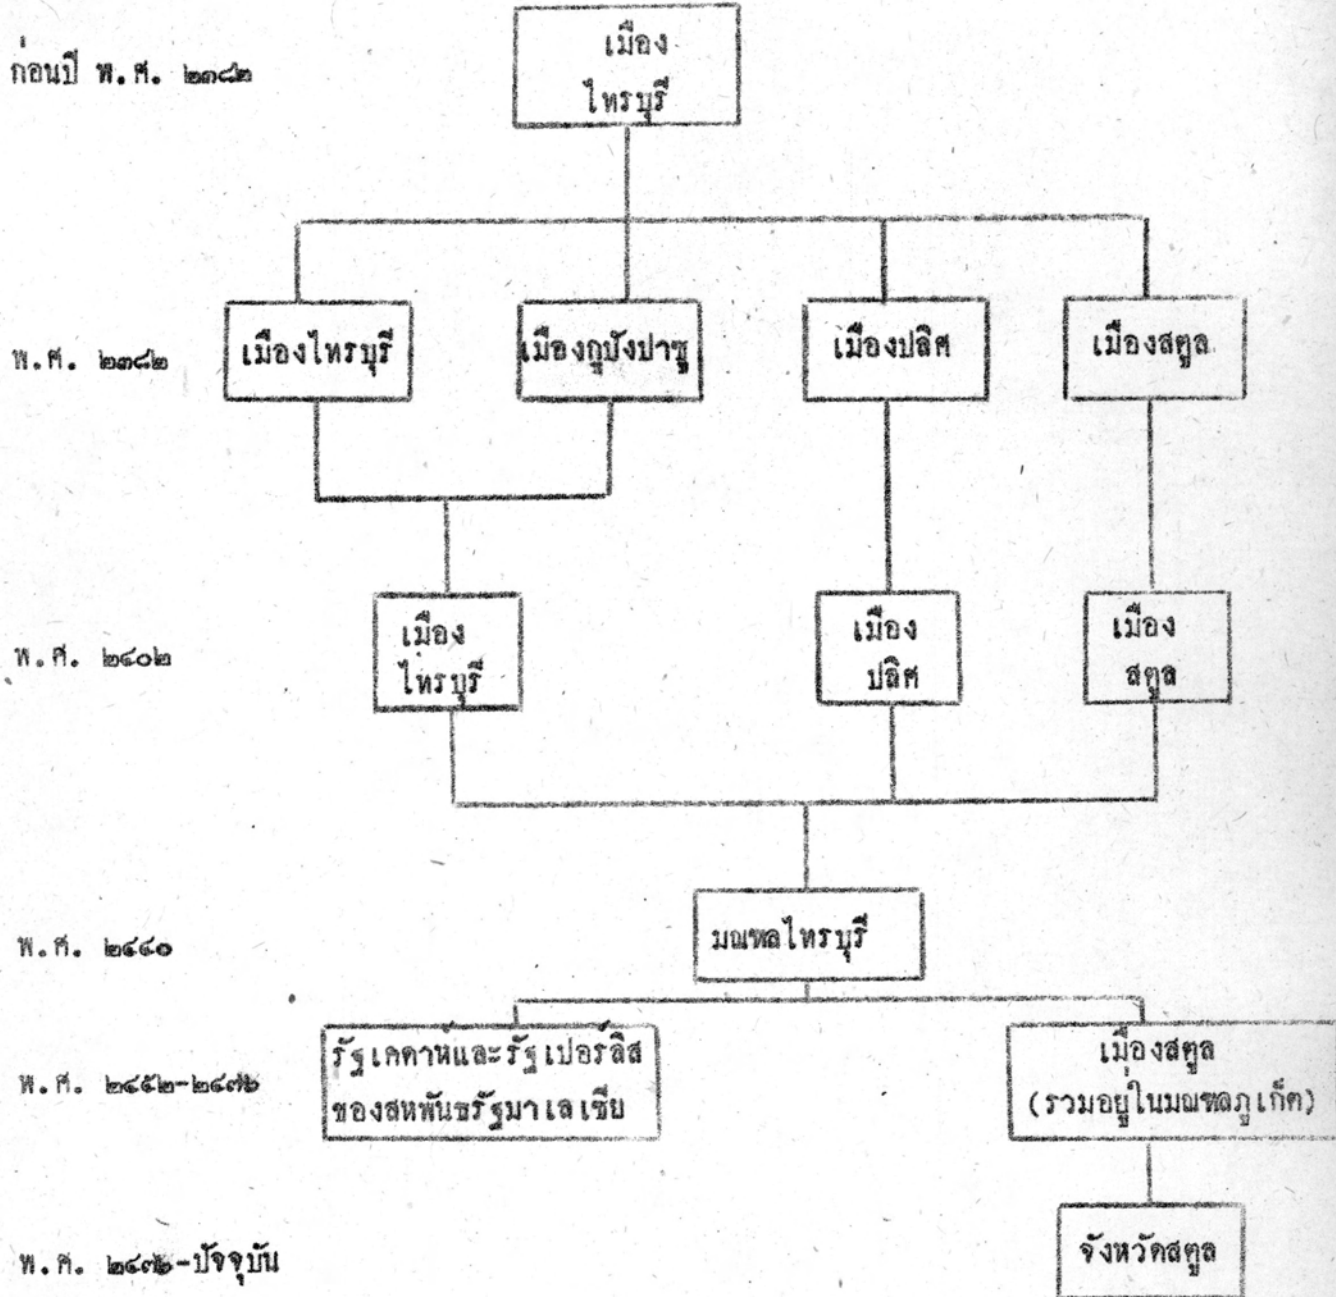 ก่อนปี พ.ศ. ๒๓๘๒
เมือง
ไทรบุรี
พ.ศ. ๒๓๘๒
เมืองไทรบุรี
เมืองกูบังปาซู
เมืองปลิศ
เมืองสตูล
พ.ศ. ๒๔๐๒
เมือง
ไทรบุรี
เมือง
ปลิศ
เมือง
สตูล
พ.ศ. ๒๔๔๐
มณฑลไทรบุรี
พ.ศ. ๒๔๕๒-๒๔๗๖
รัฐเคดาห์และรัฐเปอร์ลิส
ของสหพันธรัฐมาเลเซีย
เมืองสตูล
(รวมอยู่ในมณฑลภูเก็ต)
พ.ศ. ๒๔๗๖-ปัจจุบัน
จังหวัดสตูล